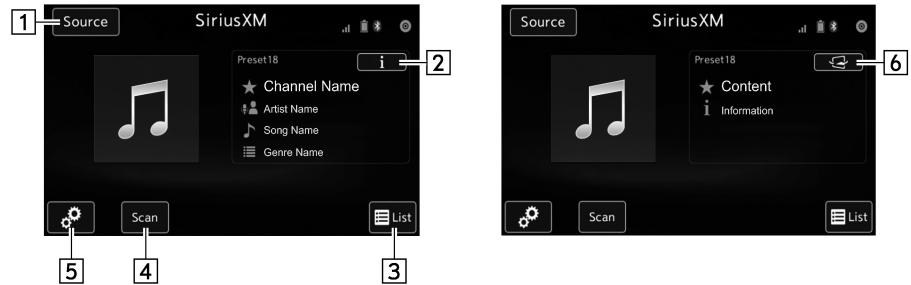 1
Source
SiriusXM
Preset18
i
2
Channel Name
Artist Name
Song Name
Genre Name
Scan
List
5
4
3
Source
SiriusXM
Preset18
6
Content
i
Information
Scan
List